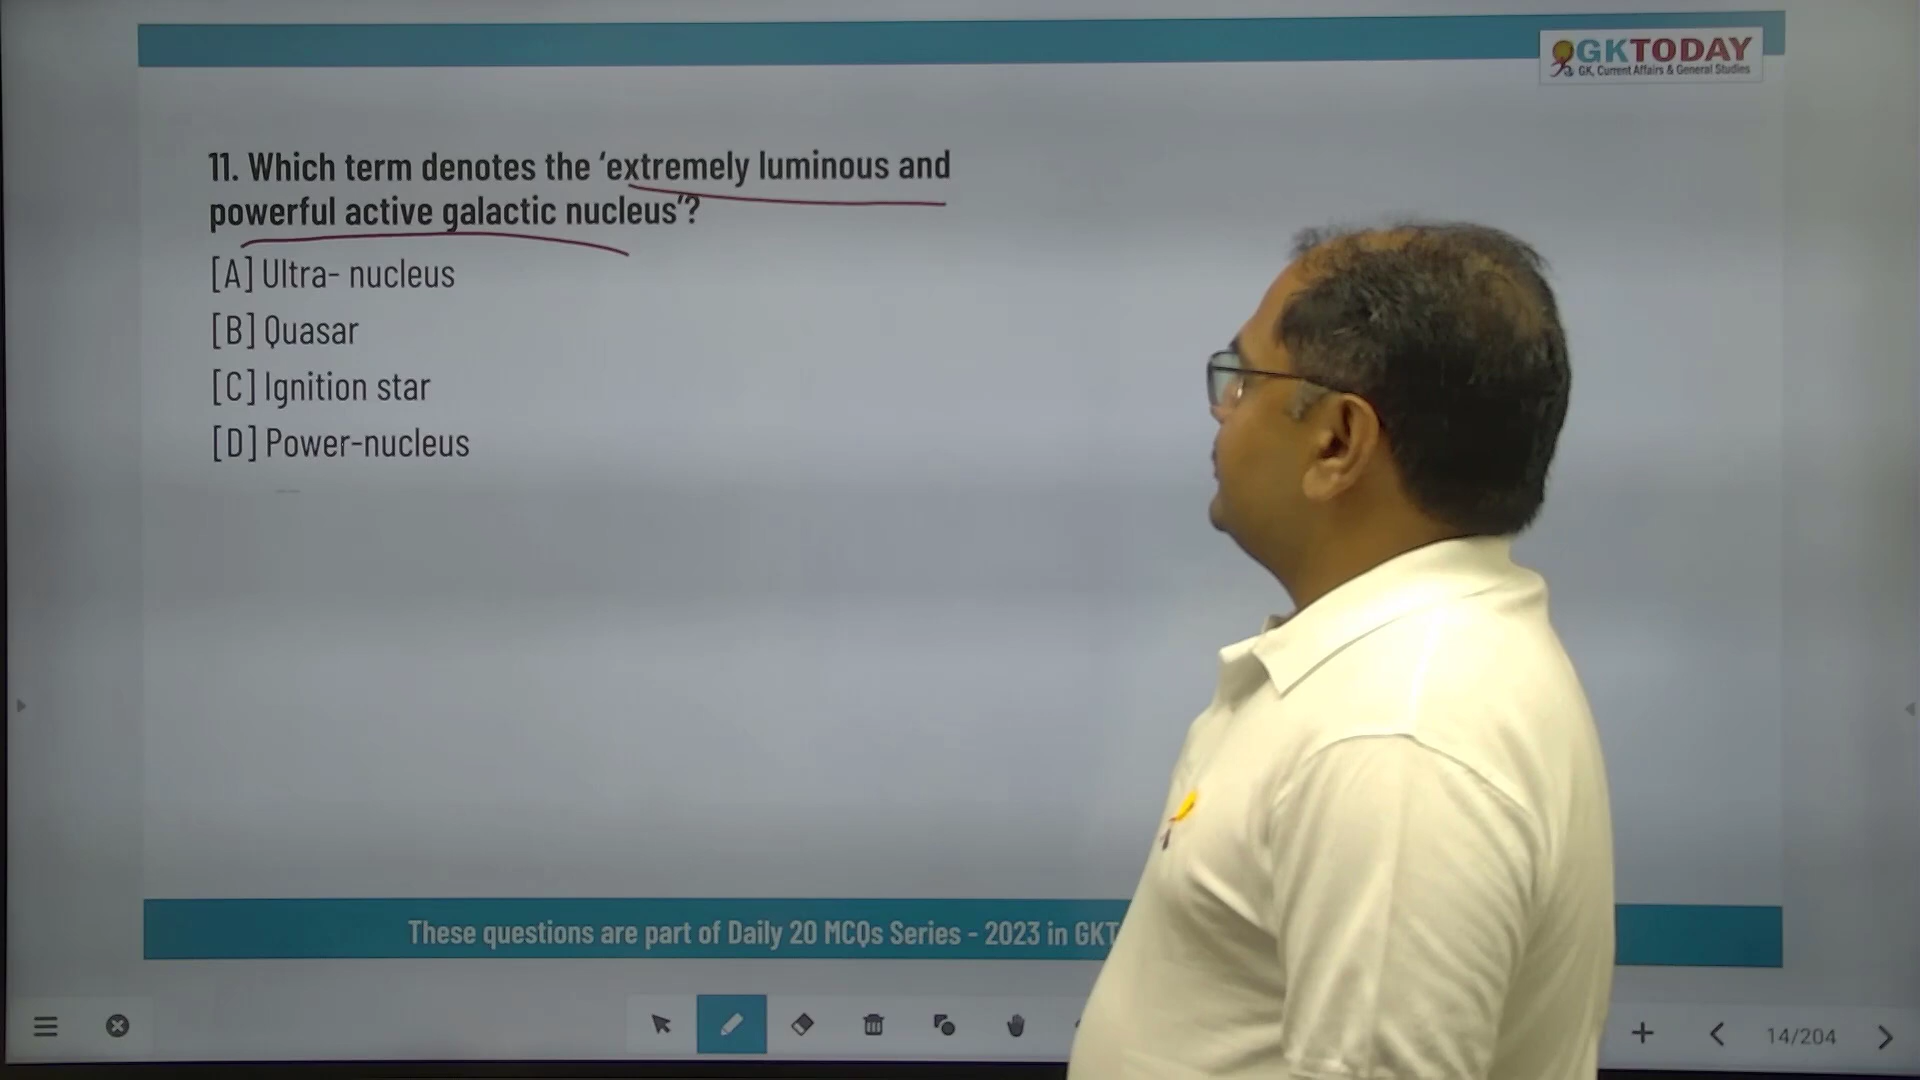 GKTODAY
GK, Current Affairs & General Studies
11. Which term denotes the ‘extremely luminous and
powerful active galactic nucleus’?
[A] Ultra- nucleus
[B] Quasar
[C] Ignition star
[D] Power-nucleus
These questions are part of Daily 20 MCQs Series - 2023 in GKT
14/204